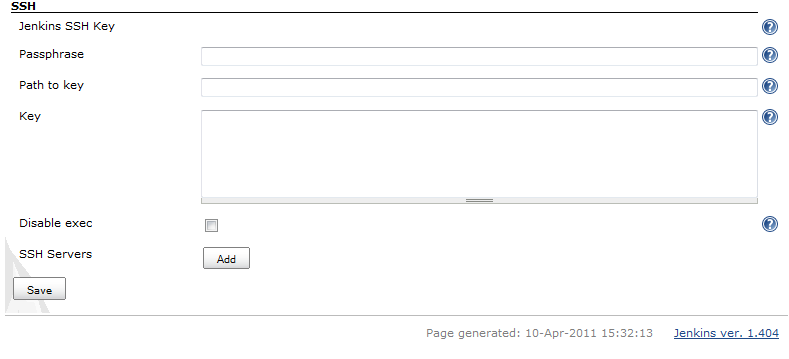 SSH
Jenkins SSH Key
Passphrase
Path to key
Key
Disable exec
SSH Servers Add
Save
Page generated: 10-Apr-2011 15:32:13 Jenkins ver. 1.404